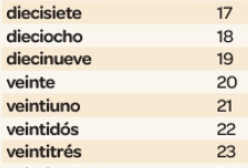 diecisiete 17
dieciocho 18
diecinueve 19
veinte 20
veintiuno 21
veintidós 22
veintitrés 23